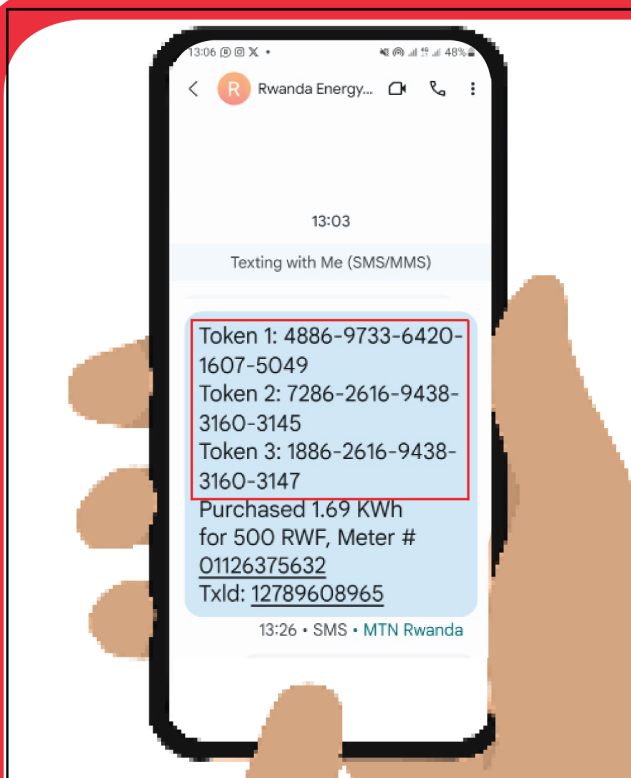 13:06
48%
R Rwanda Energy...
13:03
Texting with Me (SMS/MMS)
Token 1: 4886-9733-6420-
1607-5049
Token 2: 7286-2616-9438-
3160-3145
Token 3: 1886-2616-9438-
3160-3147
Purchased 1.69 KWh
for 500 RWF, Meter #
01126375632
TxId: 12789608965
13:26 • SMS • MTN Rwanda